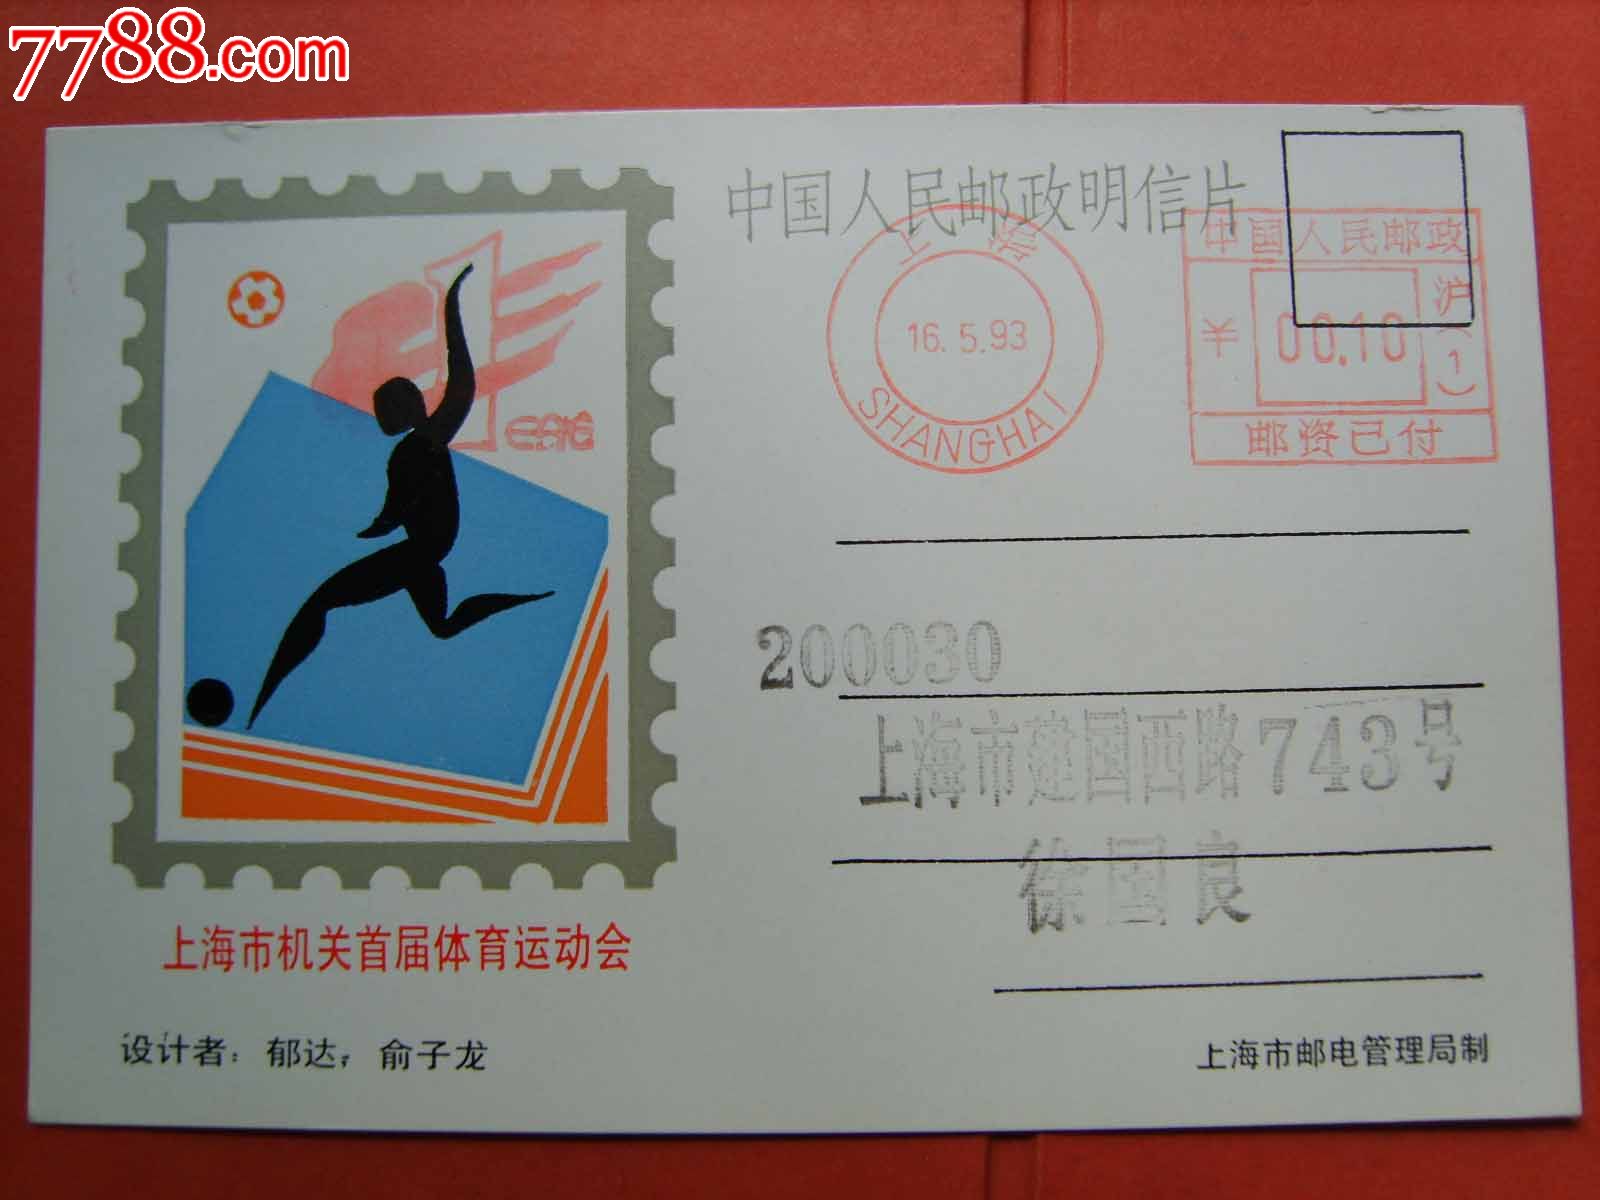 7788.com
中国人民邮政明信片
上海
16.5.93
SHANGHAI
中国人民邮政
沪(1)
¥ 00.10
邮资已付
200030
上海市建国西路743号
徐国良
上海市机关首届体育运动会
设计者：郁达，俞子龙
上海市邮电管理局制